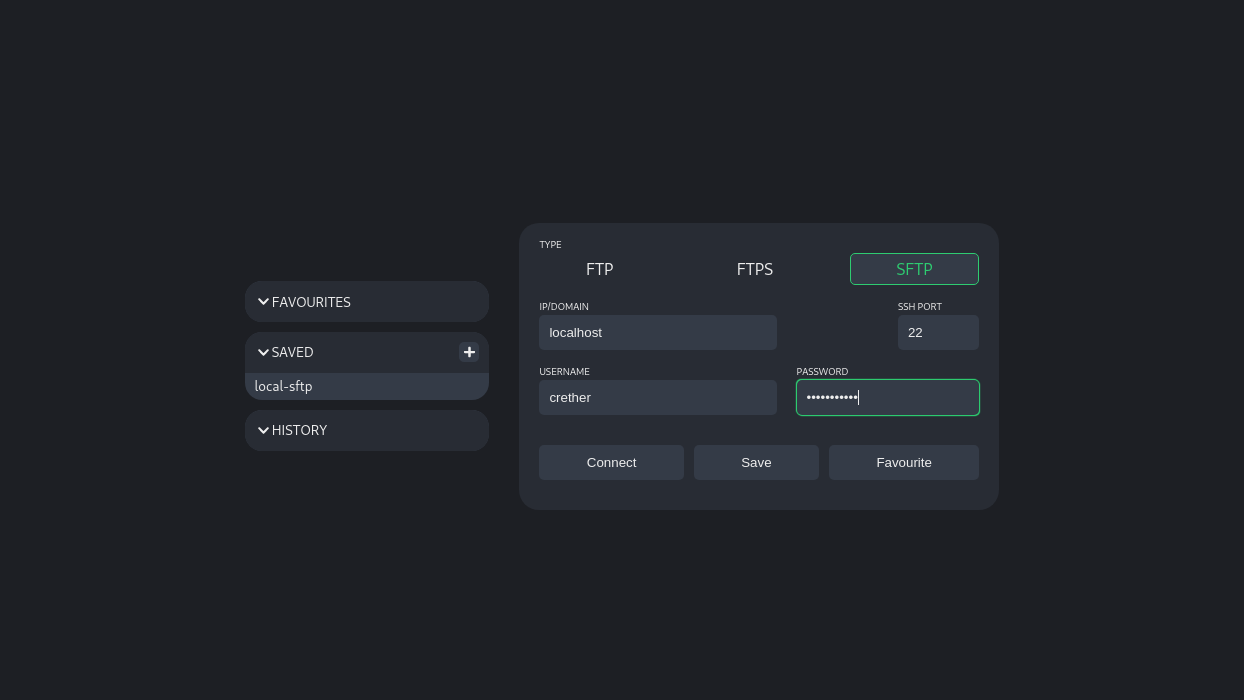 FAVOURITES
SAVED
local-sftp
HISTORY
TYPE
FTP FTPS SFTP
IP/DOMAIN SSH PORT
localhost 22
USERNAME PASSWORD
crether •••••••••••
Connect Save Favourite